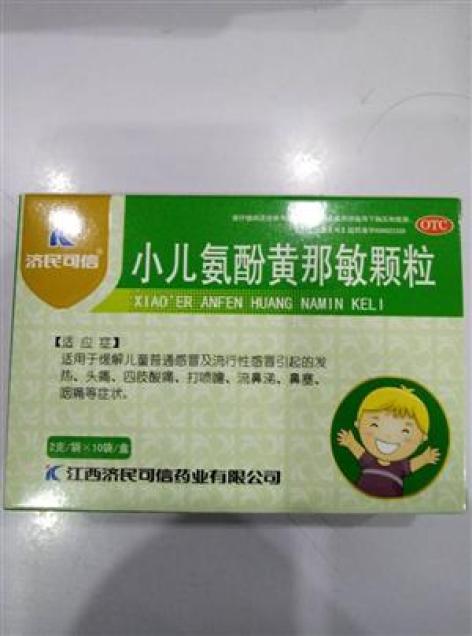 OTC
济民可信
小儿氨酚黄那敏颗粒
XIAO'ER ANFEN HUANG NAMIN KELI
【适应症】
适用于缓解儿童普通感冒及流行性感冒引起的发
热、头痛、四肢酸痛、打喷嚏、流鼻涕、鼻塞、
咽痛等症状。
2克/袋×10袋/盒
江西济民可信药业有限公司